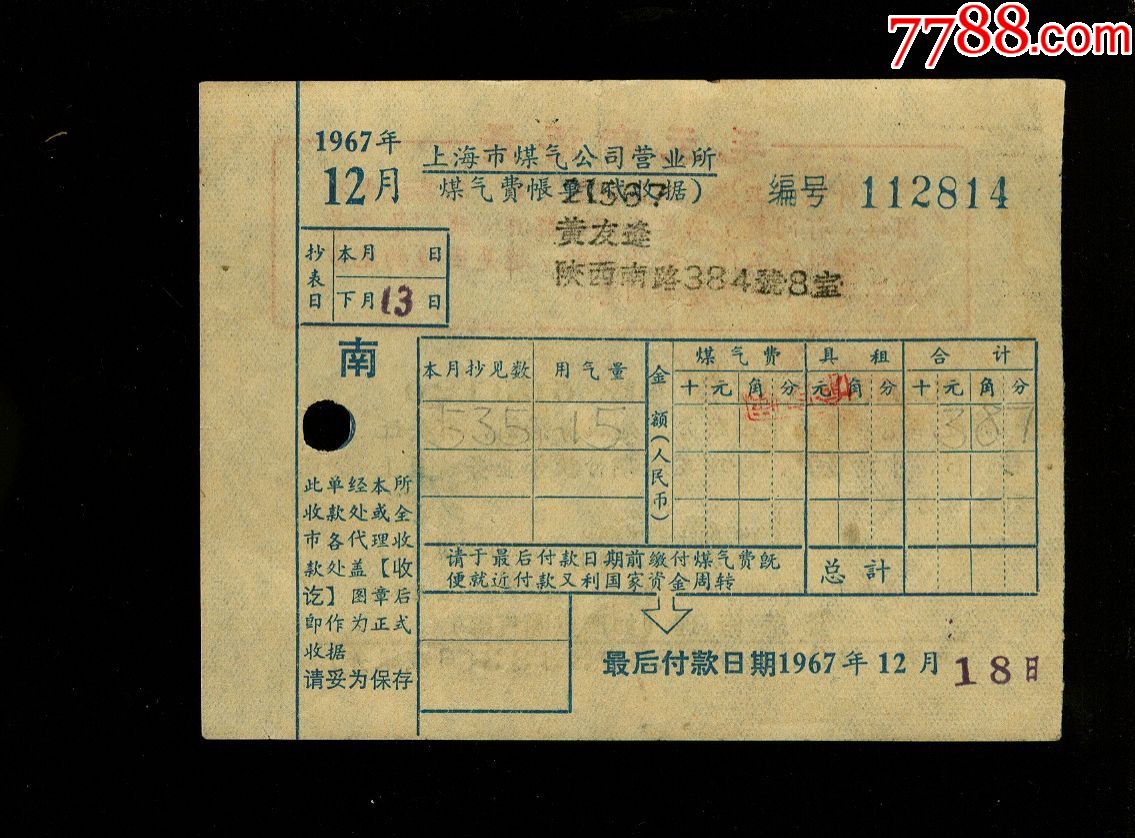 7788.com
1967年
12月
上海市煤气公司营业所
煤气费帐单(代收据)
编号 112814
21567
黄友逢
陕西南路384號8室
抄表日
本月 日
下月13日
南
本月抄见数 用气量 金额(人民币) 煤气费 具租 合计
十元角分 元角分 十元角分
535 15 387
请于最后付款日期前缴付煤气费既
便就近付款又利国家资金周转
总計
此单经本所
收款处或全
市各代理收
款处盖【收
讫】图章后
即作为正式
收据
请妥为保存
最后付款日期1967年12月18日